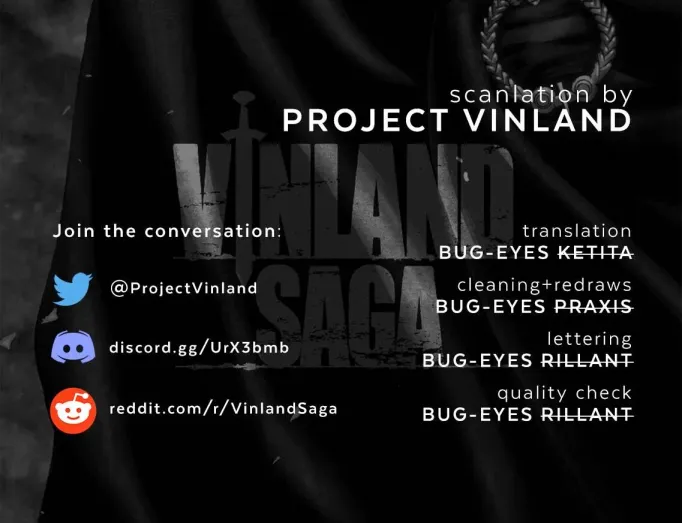 scanlation by
PROJECT VINLAND
VINLAND
SAGA
Join the conversation:
@ProjectVinland
discord.gg/UrX3bmb
reddit.com/r/VinlandSaga
translation
BUG-EYES KETITA
cleaning+redraws
BUG-EYES PRAXIS
lettering
BUG-EYES RILLANT
quality check
BUG-EYES RILLANT